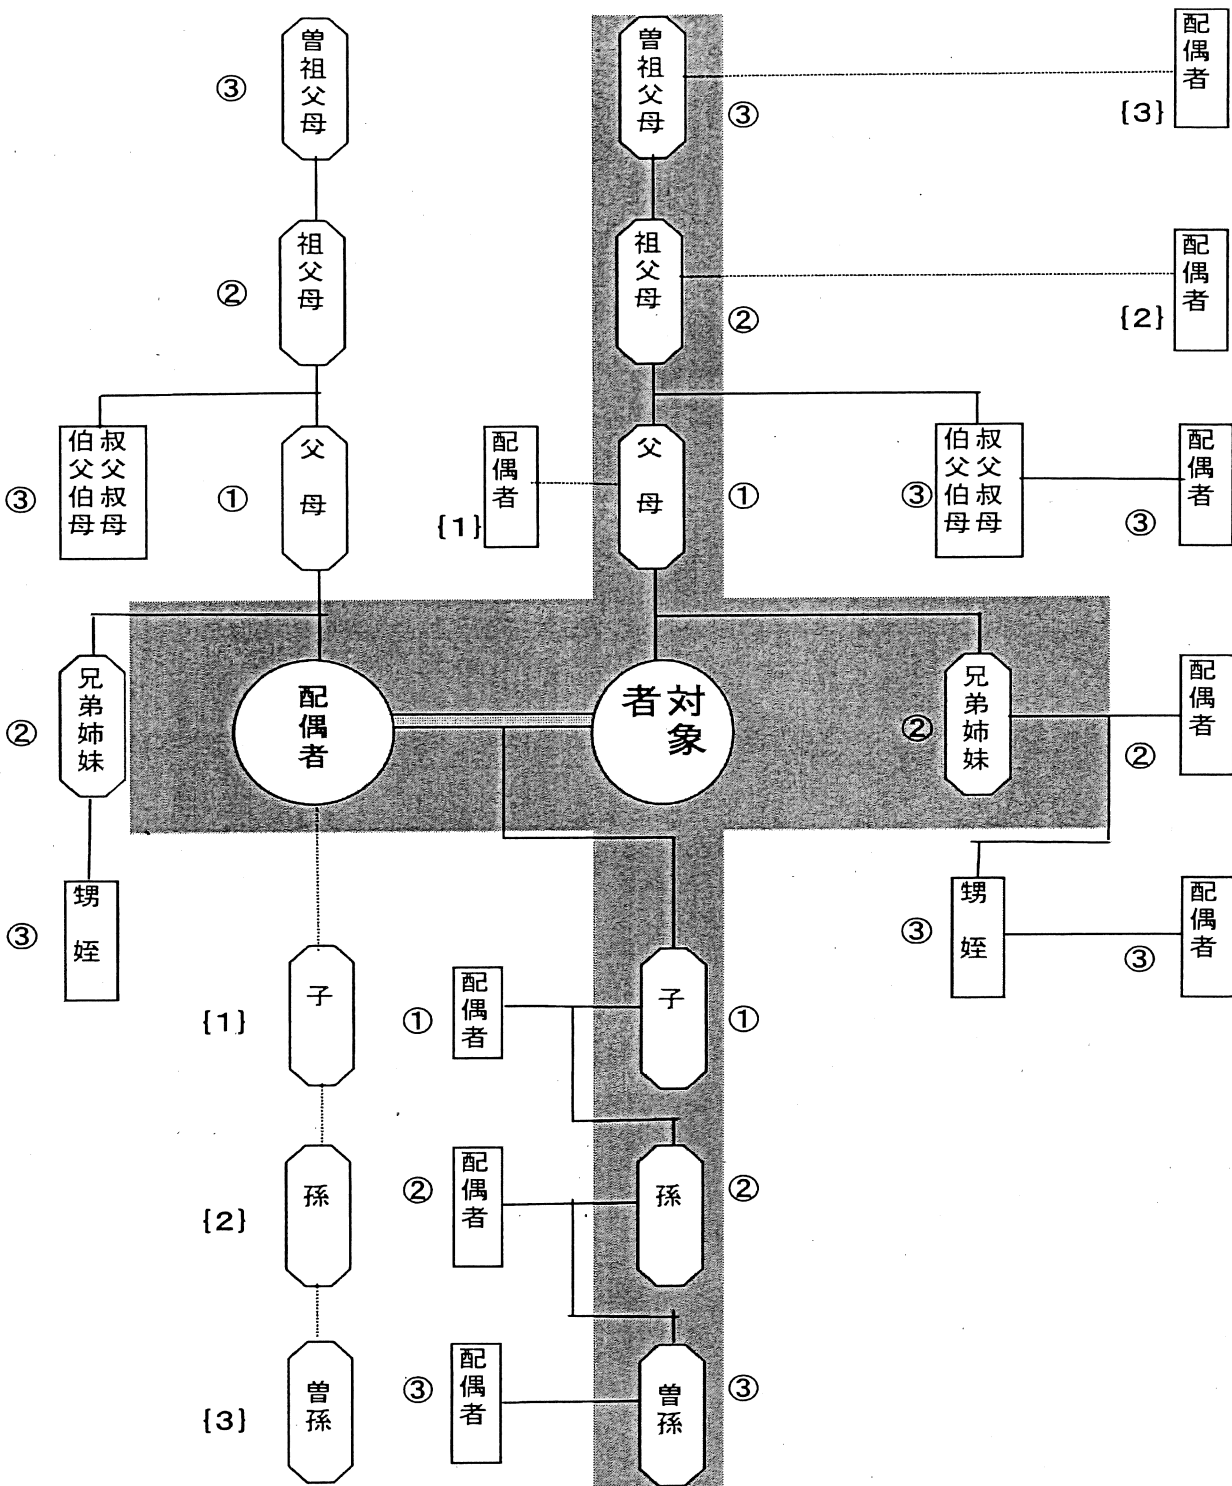 曽祖父母
③
曽祖父母
③
配偶者
{3}
祖父母
②
祖父母
②
配偶者
{2}
叔父叔母
伯父伯母
③
父母
①
配偶者
{1}
父母
①
叔父叔母
伯父伯母
③
配偶者
③
兄弟姉妹
②
配偶者
対象
者
兄弟姉妹
②
配偶者
②
甥姪
③
甥姪
③
配偶者
③
子
{1}
配偶者
①
子
①
孫
{2}
配偶者
②
孫
②
曽孫
{3}
配偶者
③
曽孫
③